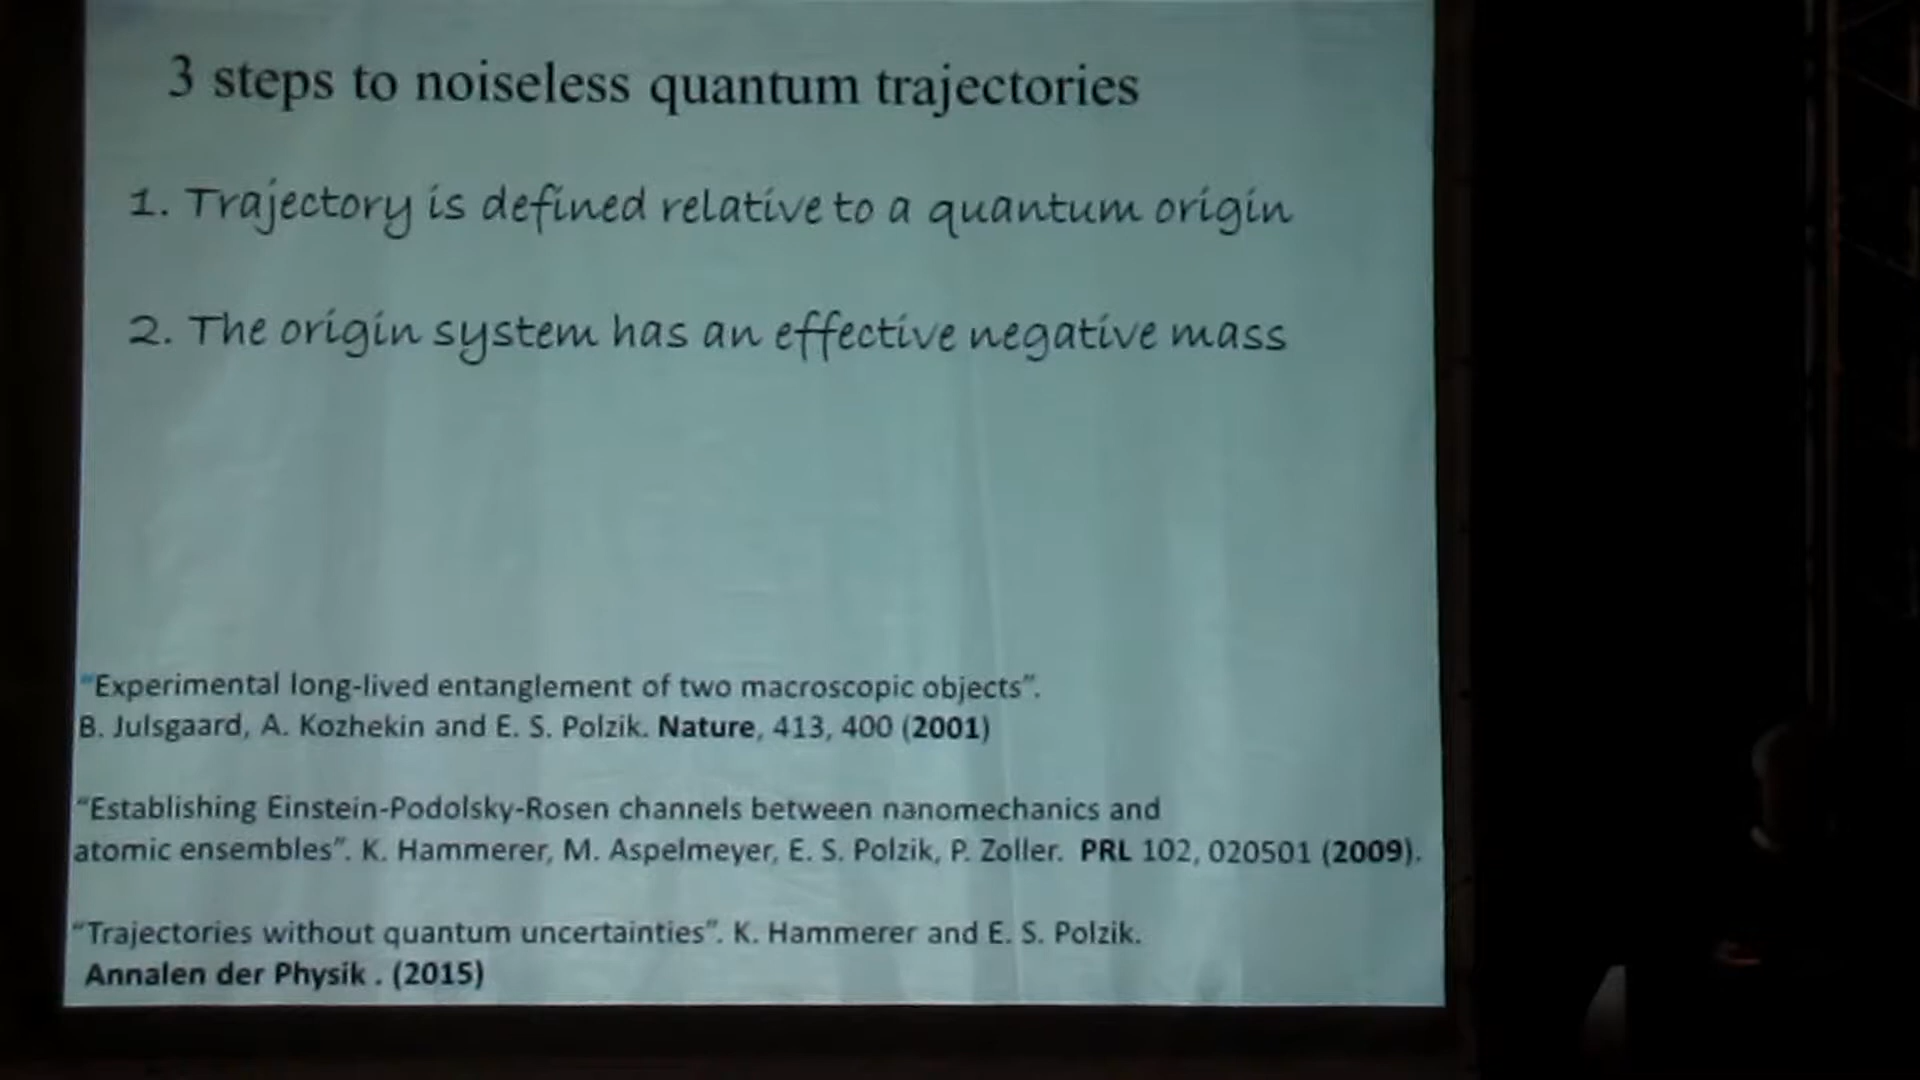 3 steps to noiseless quantum trajectories
1. Trajectory is defined relative to a quantum origin
2. The origin system has an effective negative mass
"Experimental long-lived entanglement of two macroscopic objects".
B. Julsgaard, A. Kozhekin and E. S. Polzik. Nature, 413, 400 (2001)
"Establishing Einstein-Podolsky-Rosen channels between nanomechanics and
atomic ensembles". K. Hammerer, M. Aspelmeyer, E. S. Polzik, P. Zoller. PRL 102, 020501 (2009).
"Trajectories without quantum uncertainties". K. Hammerer and E. S. Polzik.
Annalen der Physik . (2015)